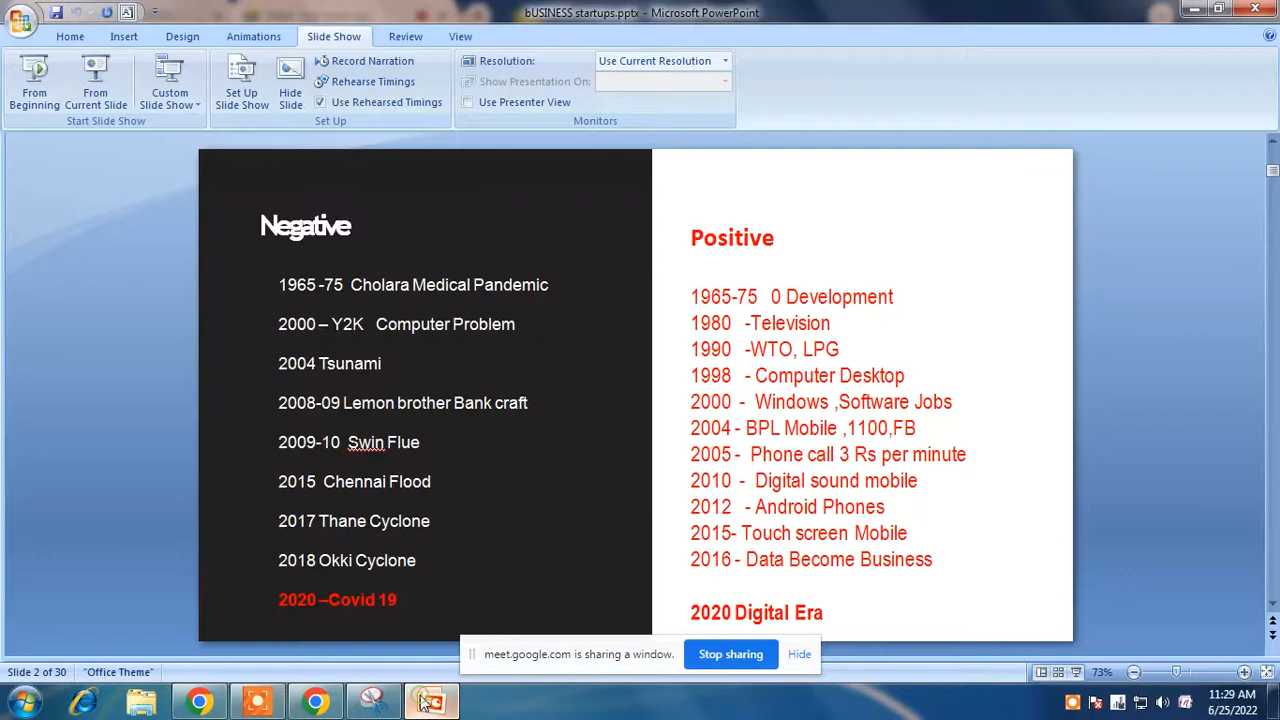 bUSINESS startups.pptx - Microsoft PowerPoint
Home Insert Design Animations Slide Show Review View
From Beginning
From Current Slide
Custom Slide Show
Start Slide Show
Set Up Slide Show
Hide Slide
Record Narration
Rehearse Timings
Use Rehearsed Timings
Set Up
Resolution: Use Current Resolution
Show Presentation On:
Use Presenter View
Monitors
Negative
1965 -75 Cholara Medical Pandemic
2000 – Y2K Computer Problem
2004 Tsunami
2008-09 Lemon brother Bank craft
2009-10 Swin Flue
2015 Chennai Flood
2017 Thane Cyclone
2018 Okki Cyclone
2020 –Covid 19
Positive
1965-75 0 Development
1980 -Television
1990 -WTO, LPG
1998 - Computer Desktop
2000 - Windows ,Software Jobs
2004 - BPL Mobile ,1100,FB
2005 - Phone call 3 Rs per minute
2010 - Digital sound mobile
2012 - Android Phones
2015- Touch screen Mobile
2016 - Data Become Business
2020 Digital Era
meet.google.com is sharing a window. Stop sharing Hide
Slide 2 of 30 "Office Theme" 73%
11:29 AM
6/25/2022